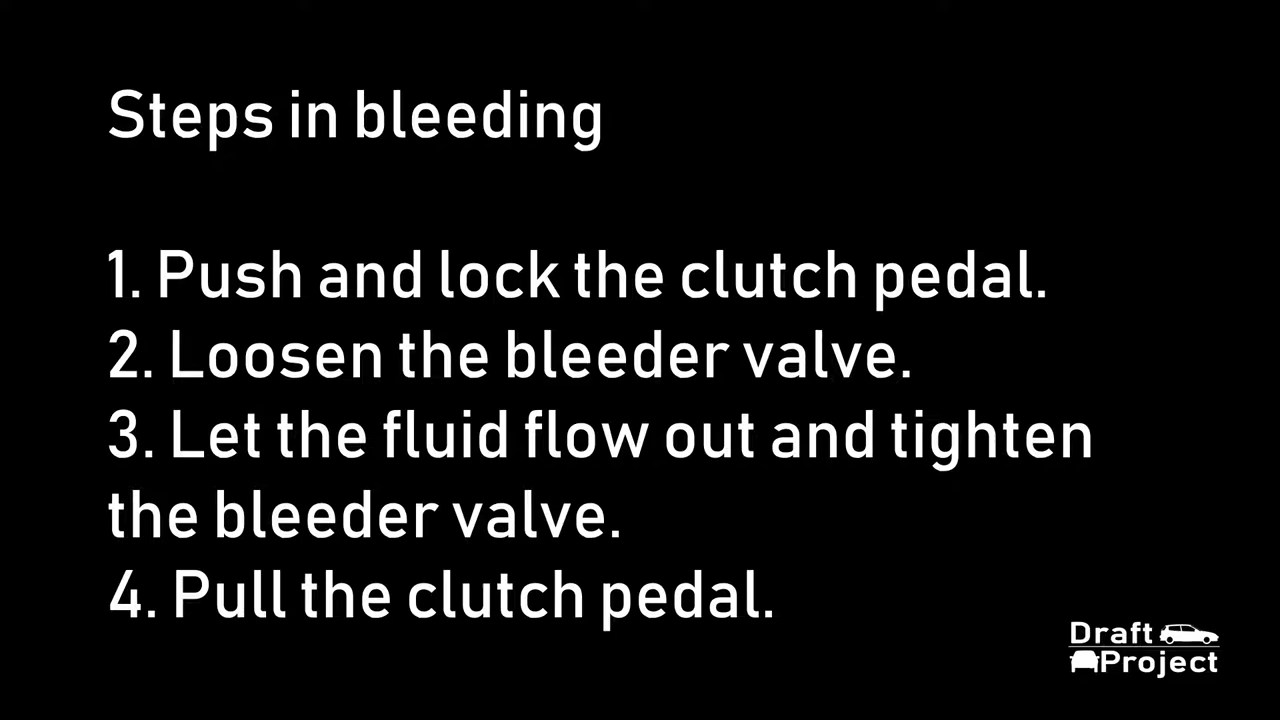 Steps in bleeding
1. Push and lock the clutch pedal.
2. Loosen the bleeder valve.
3. Let the fluid flow out and tighten
the bleeder valve.
4. Pull the clutch pedal.
Draft
Project